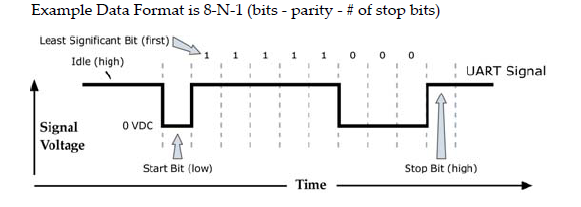 Example Data Format is 8-N-1 (bits - parity - # of stop bits)
Least Significant Bit (first)
1 1 1 1 1 0 0 0
Idle (high)
UART Signal
Signal
Voltage
0 VDC
Start Bit (low)
Stop Bit (high)
Time